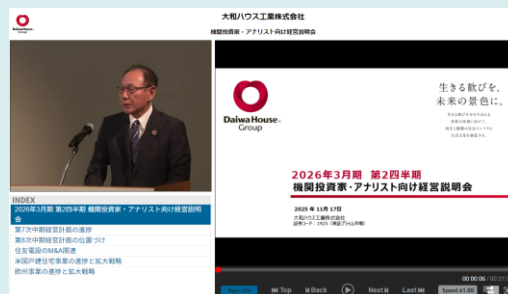 大和ハウス工業株式会社
機関投資家・アナリスト向け経営説明会
Daiwa House
Group
生きる歓びを、
未来の景色に。
Daiwa House®
Group
2026年3月期 第2四半期
機関投資家・アナリスト向け経営説明会
2025 年 11月 17日
大和ハウス工業株式会社
証券コード：1925（東証プライム市場）
INDEX
2026年3月期 第2四半期 機関投資家・アナリスト向け経営説明
会
第7次中期経営計画の進捗
第8次中期経営計画の位置づけ
住友電設のM&A関連
米国戸建住宅事業の進捗と拡大戦略
欧州事業の進捗と拡大戦略
00:00:06
Sync On
Top
Back
Next
Last
Speed x1.00